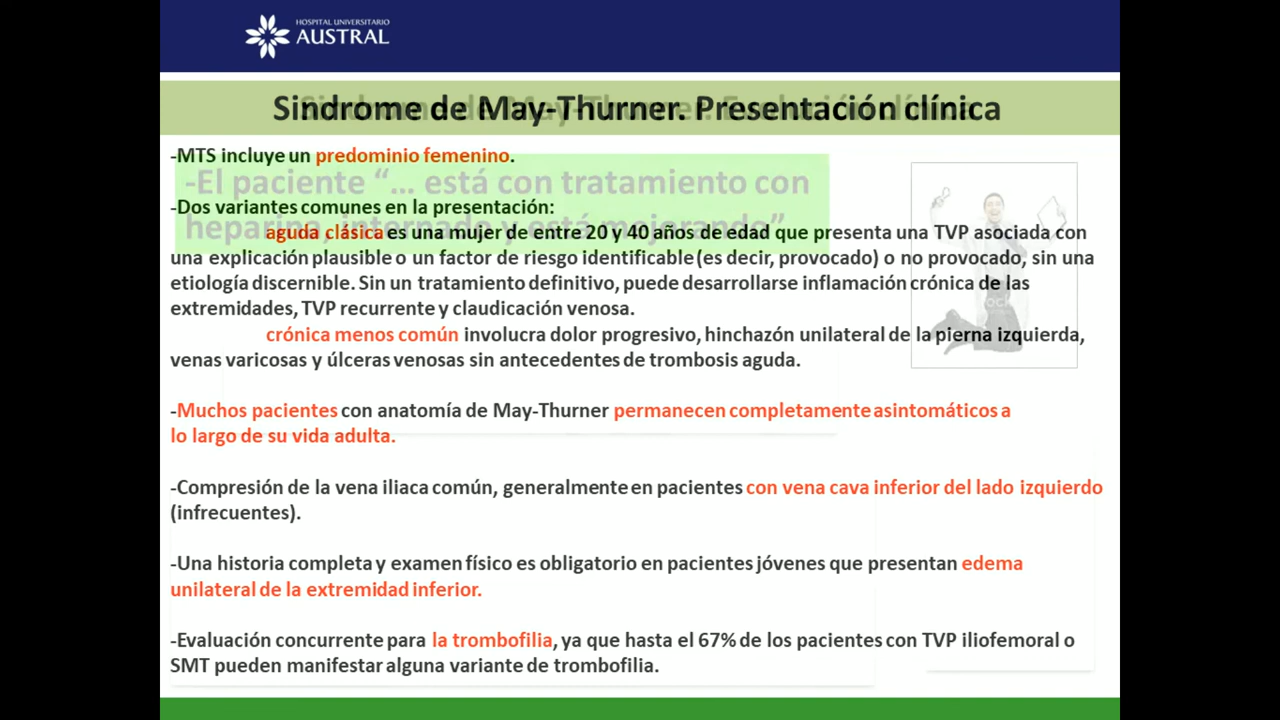 HOSPITAL UNIVERSITARIO
AUSTRAL
Sindrome de May-Thurner. Presentación clínica
-MTS incluye un predominio femenino.
-El paciente “... está con tratamiento con
heparina, internado y está mejorando”
-Dos variantes comunes en la presentación:
aguda clásica es una mujer de entre 20 y 40 años de edad que presenta una TVP asociada con
una explicación plausible o un factor de riesgo identificable (es decir, provocado) o no provocado, sin una
etiología discernible. Sin un tratamiento definitivo, puede desarrollarse inflamación crónica de las
extremidades, TVP recurrente y claudicación venosa.
crónica menos común involucra dolor progresivo, hinchazón unilateral de la pierna izquierda,
venas varicosas y úlceras venosas sin antecedentes de trombosis aguda.
-Muchos pacientes con anatomía de May-Thurner permanecen completamente asintomáticos a
lo largo de su vida adulta.
-Compresión de la vena iliaca común, generalmente en pacientes con vena cava inferior del lado izquierdo
(infrecuentes).
-Una historia completa y examen físico es obligatorio en pacientes jóvenes que presentan edema
unilateral de la extremidad inferior.
-Evaluación concurrente para la trombofilia, ya que hasta el 67% de los pacientes con TVP iliofemoral o
SMT pueden manifestar alguna variante de trombofilia.